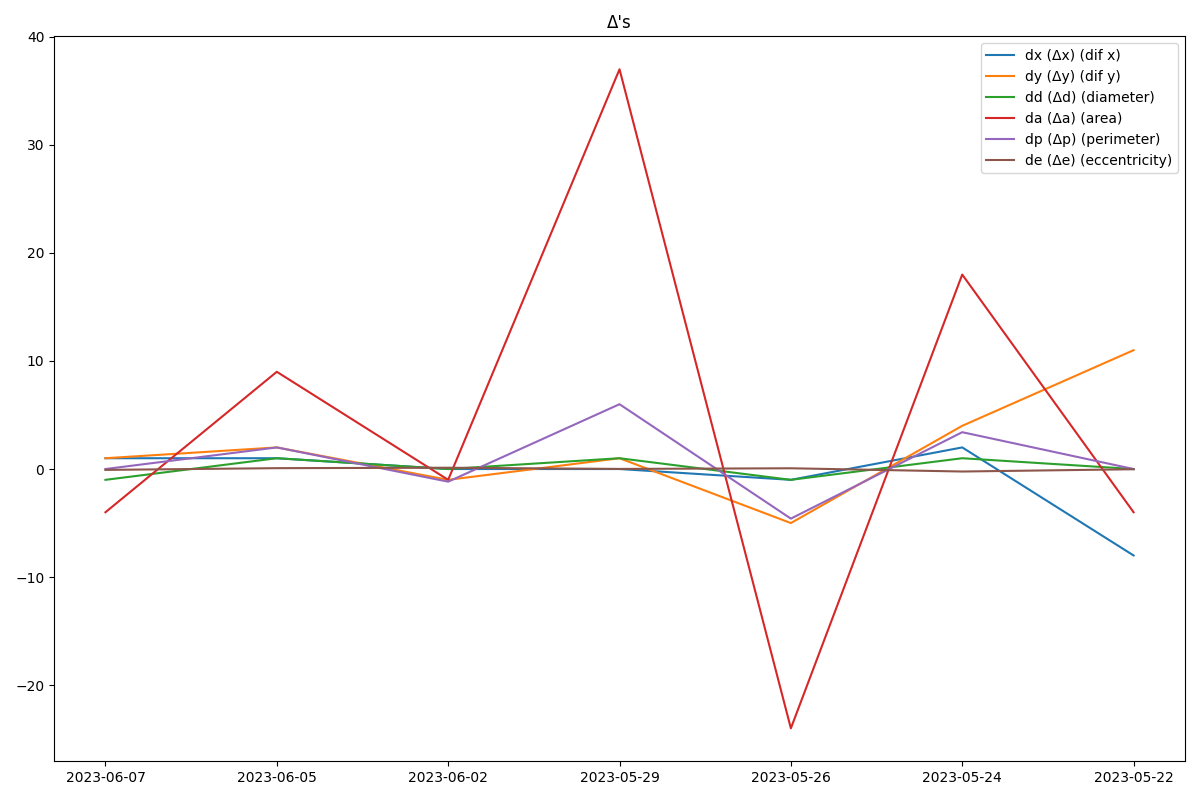 Δ's
dx (Δx) (dif x)
dy (Δy) (dif y)
dd (Δd) (diameter)
da (Δa) (area)
dp (Δp) (perimeter)
de (Δe) (eccentricity)
40
30
20
10
0
−10
−20
2023-06-07 2023-06-05 2023-06-02 2023-05-29 2023-05-26 2023-05-24 2023-05-22